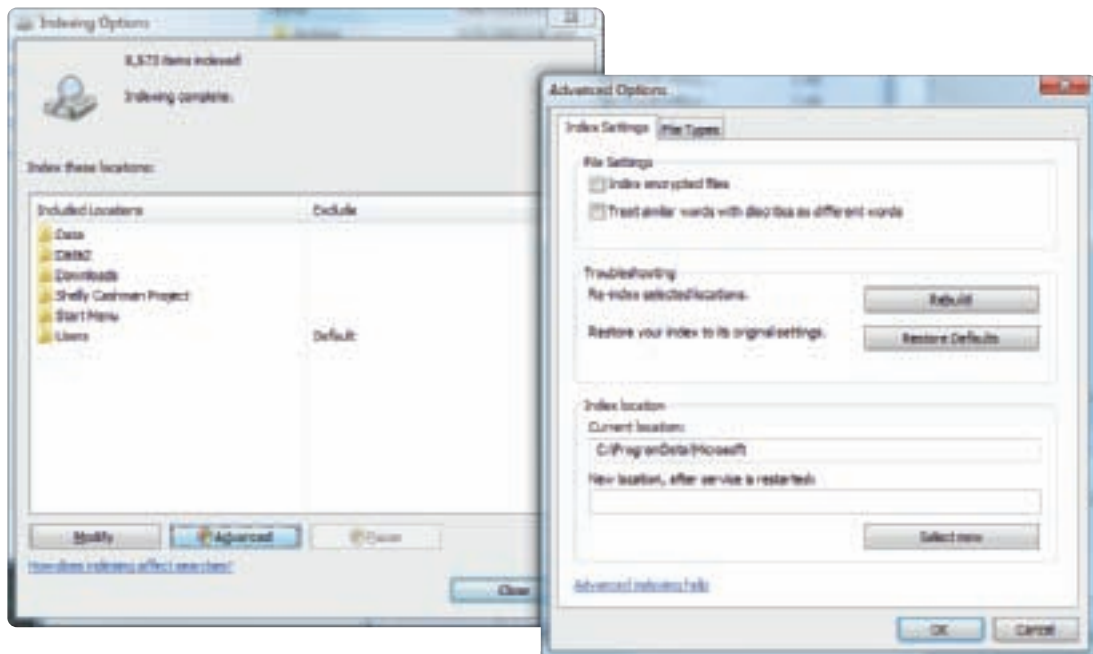 Indexing Options
8,573 items indexed
Indexing complete.
Index these locations:
Included Locations
Exclude
Data
Data2
Downloads
Shelly Cashman Project
Start Menu
Users
Default
Modify
Advanced
Pause
How does indexing affect searches?
Close
Advanced Options
Index Settings
File Types
File Settings
Index encrypted files
Treat similar words with diacritics as different words
Troubleshooting
Re-index selected locations.
Rebuild
Restore your index to its original settings.
Restore Defaults
Index location
Current location:
C:\ProgramData\Microsoft
New location, after service is restarted:
Select new
Advanced indexing help
OK
Cancel